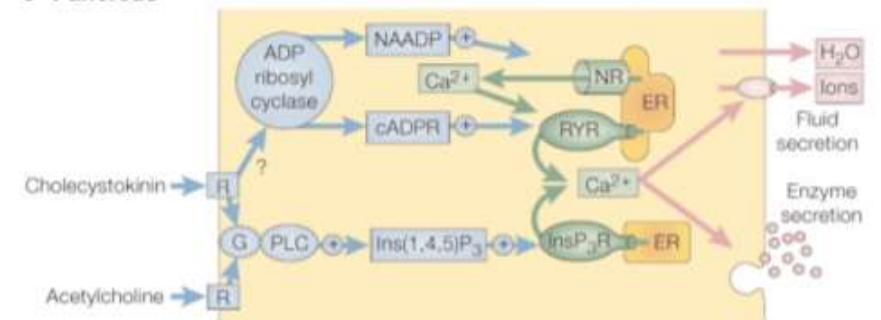 ADP
ribosyl
cyclase
NAADP
+
Ca2+
cADPR
+
NR
ER
RYR
H2O
Ions
Fluid
secretion
?
Cholecystokinin
R
Ca2+
Enzyme
secretion
G
PLC
+
Ins(1,4,5)P3
+
InsP3R
ER
Acetylcholine
R